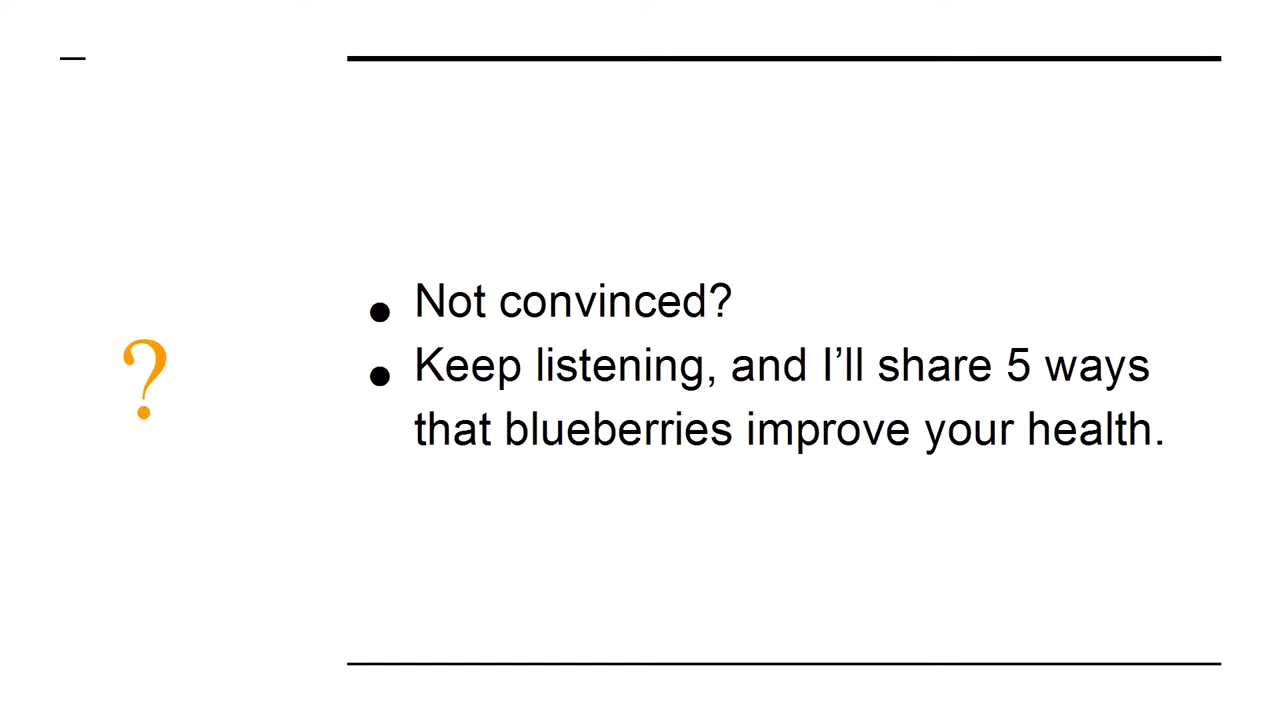 ?
● Not convinced?
● Keep listening, and I’ll share 5 ways
that blueberries improve your health.